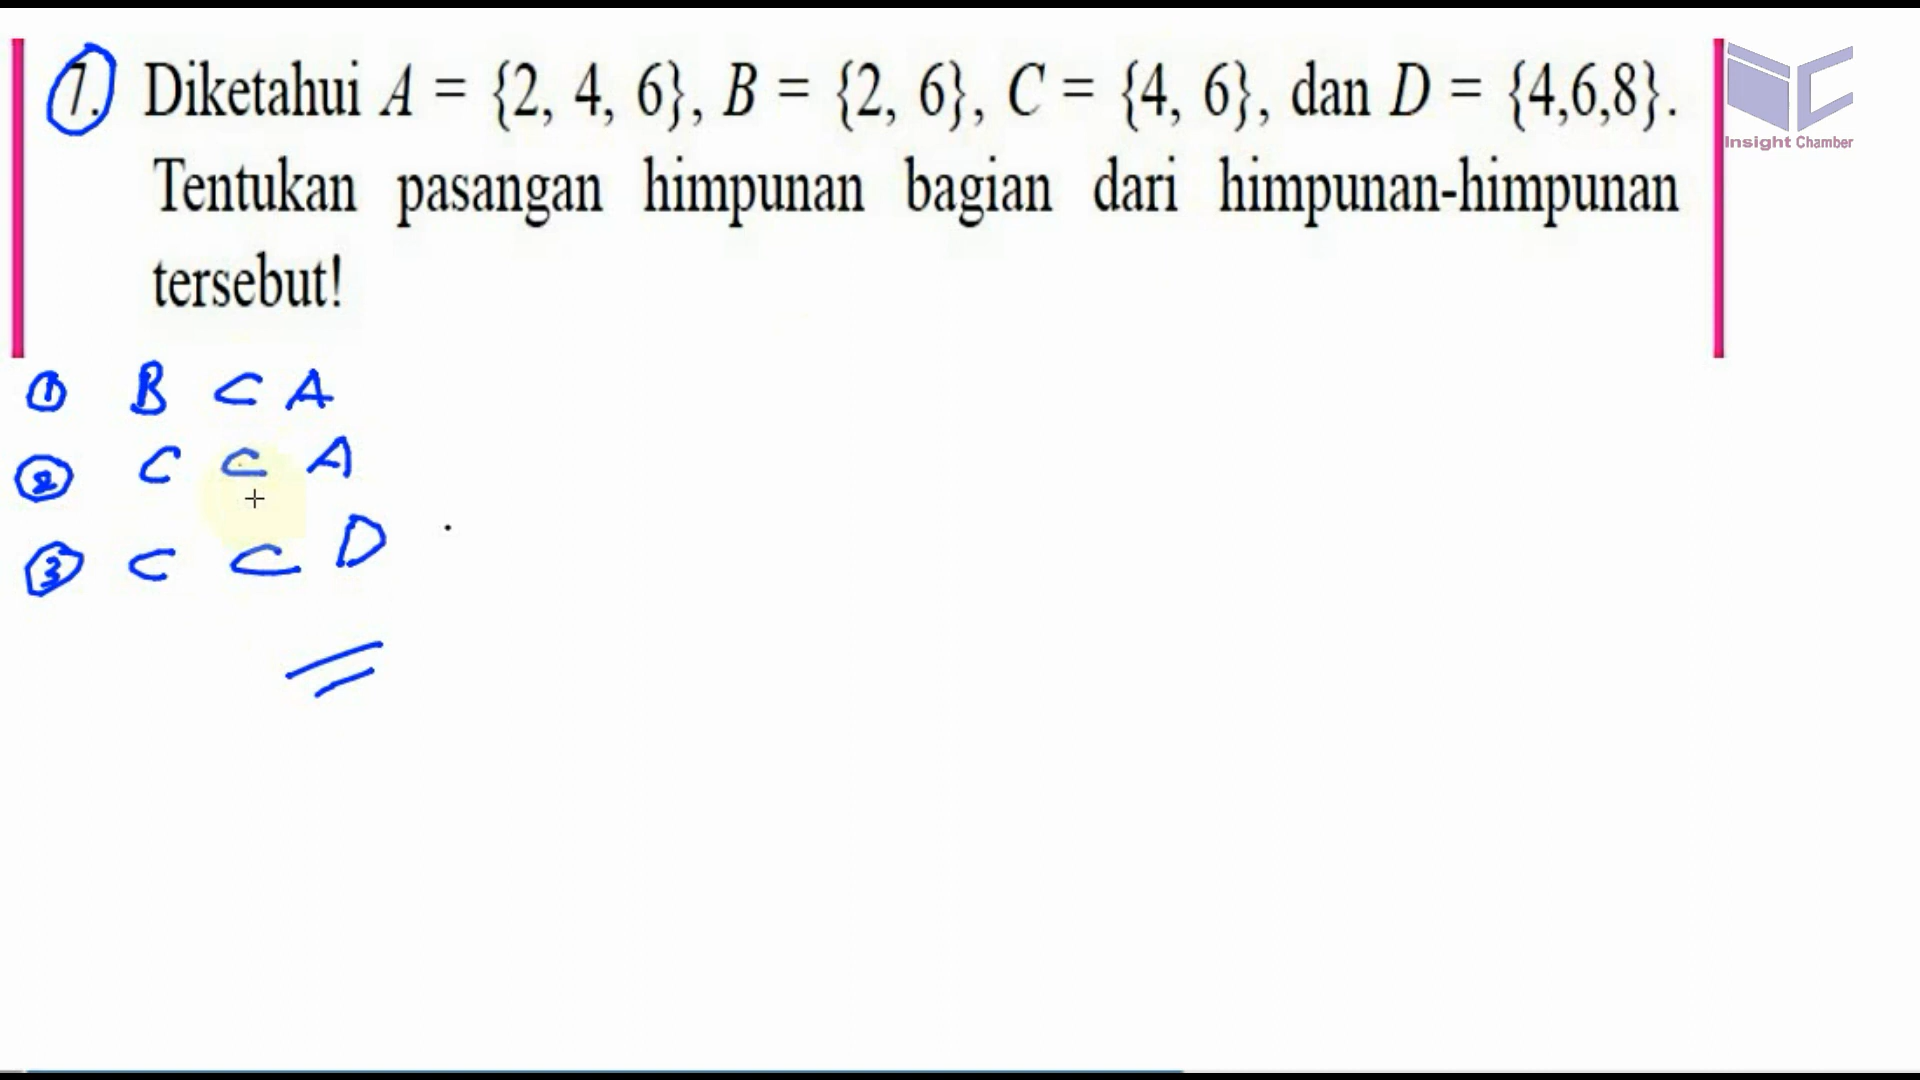 7. Diketahui A = {2, 4, 6}, B = {2, 6}, C = {4, 6}, dan D = {4,6,8}.
Tentukan pasangan himpunan bagian dari himpunan-himpunan
tersebut!
Insight Chamber
① B ⊂ A
② C ⊂ A
③ C ⊂ D